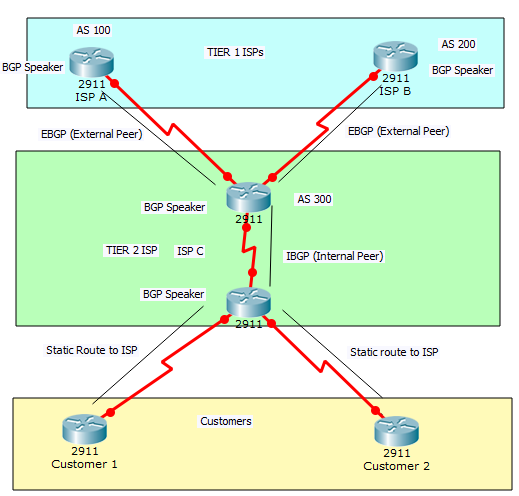 AS 100
TIER 1 ISPs
AS 200
BGP Speaker
BGP Speaker
2911
ISP A
2911
ISP B
EBGP (External Peer)
EBGP (External Peer)
BGP Speaker
AS 300
2911
TIER 2 ISP
ISP C
IBGP (Internal Peer)
BGP Speaker
2911
Static Route to ISP
Static route to ISP
Customers
2911
Customer 1
2911
Customer 2